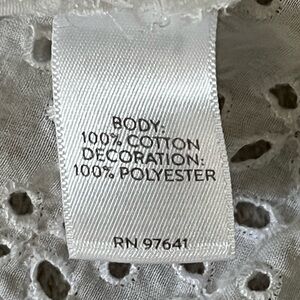 BODY:
100% COTTON
DECORATION:
100% POLYESTER
RN 97641